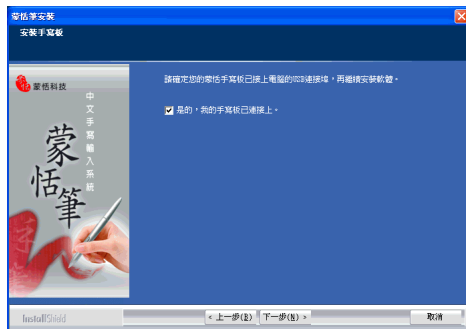 蒙恬筆安裝
安裝手寫板
蒙恬科技
中文手寫輸入系統
蒙恬筆
請確定您的蒙恬手寫板已接上電腦的USB連接埠，再繼續安裝軟體。
是的，我的手寫板已連接上。
InstallShield
< 上一步(B)
下一步(N) >
取消